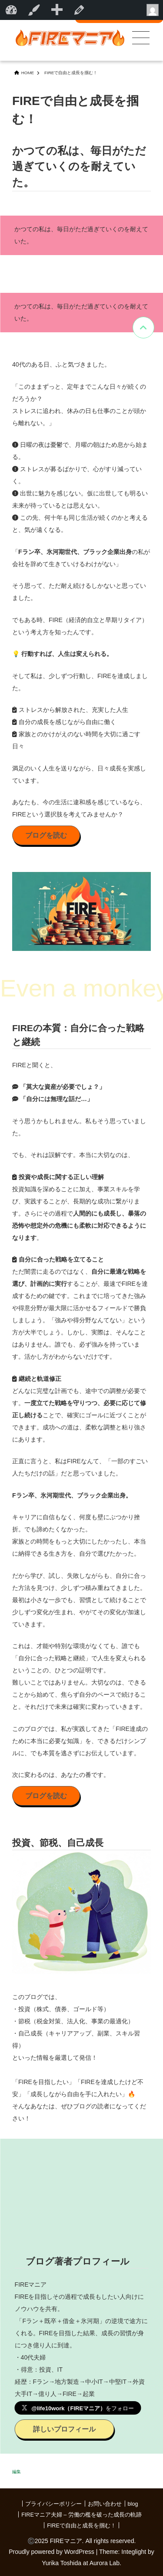 FIREマニア
HOME
FIREで自由と成長を掴む！
FIREで自由と成長を掴
む！
かつての私は、毎日がただ
過ぎていくのを耐えてい
た。
かつての私は、毎日がただ過ぎていくのを耐えて
いた。
かつての私は、毎日がただ過ぎていくのを耐えて
いた。
40代のある日、ふと気づきました。
「このままずっと、定年までこんな日々が続くの
だろうか？
ストレスに追われ、休みの日も仕事のことが頭か
ら離れない。」
日曜の夜は憂鬱で、月曜の朝はため息から始ま
る。
ストレスが募るばかりで、心がすり減ってい
く。
出世に魅力を感じない。仮に出世しても明るい
未来が待っているとは思えない。
この先、何十年も同じ生活が続くのかと考える
と、気が遠くなる。
「Fラン卒、氷河期世代、ブラック企業出身の私が
会社を辞めて生きていけるわけがない」
そう思って、ただ耐え続けるしかないと思ってい
ました。
でもある時、FIRE（経済的自立と早期リタイア）
という考え方を知ったんです。
💡 行動すれば、人生は変えられる。
そして私は、少しずつ行動し、FIREを達成しまし
た。
ストレスから解放された、充実した人生
自分の成長を感じながら自由に働く
家族とのかけがえのない時間を大切に過ごす
日々
満足のいく人生を送りながら、日々成長を実感し
ています。
あなたも、今の生活に違和感を感じているなら、
FIREという選択肢を考えてみませんか？
ブログを読む
FIRE
Even a monkey
FIREの本質：自分に合った戦略
と継続
FIREと聞くと、
「莫大な資産が必要でしょ？」
「自分には無理な話だ…」
そう思うかもしれません。私もそう思っていまし
た。
でも、それは誤解です。本当に大切なのは、
投資や成長に関する正しい理解
投資知識を深めることに加え、事業スキルを学
び、実践することが、長期的な成功に繋がりま
す。さらにその過程で人間的にも成長し、暴落の
恐怖や想定外の危機にも柔軟に対応できるように
なります。
自分に合った戦略を立てること
ただ闇雲に走るのではなく、自分に最適な戦略を
選び、計画的に実行することが、最速でFIREを達
成するための鍵です。これまでに培ってきた強み
や得意分野が最大限に活かせるフィールドで勝負
しましょう。「強みや得意分野なんてない」という
方が大半でしょう。しかし、実際は、そんなこと
はありません。誰でも、必ず強みを持っていま
す。活かし方がわからないだけです。
継続と軌道修正
どんなに完璧な計画でも、途中での調整が必要で
す。一度立てた戦略を守りつつ、必要に応じて修
正し続けることで、確実にゴールに近づくことが
できます。成功への道は、柔軟な調整と粘り強さ
にあります。
正直に言うと、私はFIREなんて、「一部のすごい
人たちだけの話」だと思っていました。
Fラン卒、氷河期世代、ブラック企業出身。
キャリアに自信もなく、何度も壁にぶつかり挫
折。でも諦めたくなかった。
家族との時間をもっと大切にしたかったし、本当
に納得できる生き方を、自分で選びたかった。
だから学び、試し、失敗しながらも、自分に合っ
た方法を見つけ、少しずつ積み重ねてきました。
最初は小さな一歩でも、習慣として続けることで
少しずつ変化が生まれ、やがてその変化が加速し
ていきます。
これは、才能や特別な環境がなくても、誰でも
「自分に合った戦略と継続」で人生を変えられる
ということの、ひとつの証明です。
難しいことではありません。大切なのは、できる
ことから始めて、焦らず自分のペースで続けるこ
と。それだけで未来は確実に変わっていきます。
このブログでは、私が実践してきた「FIRE達成の
ために本当に必要な知識」を、できるだけシンプ
ルに、でも本質を逃さずにお伝えしています。
次に変わるのは、あなたの番です。
ブログを読む
投資、節税、自己成長
このブログでは、
・投資（株式、債券、ゴールド等）
・節税（税金対策、法人化、事業の最適化）
・自己成長（キャリアアップ、副業、スキル習
得）
といった情報を厳選して発信！
「FIREを目指したい」「FIREを達成したけど不
安」「成長しながら自由を手に入れたい」🔥
そんなあなたは、ぜひブログの読者になってくだ
さい！
ブログ著者プロフィール
FIREマニア
FIREを目指しその過程で成長もしたい人向けに
ノウハウを共有。
「Fラン＋既卒＋借金＋氷河期」の逆境で途方に
くれる。FIREを目指した結果、成長の習慣が身
につき億り人に到達。
・40代夫婦
・得意：投資、IT
経歴：Fラン→地方製造→中小IT→中堅IT→外資
大手IT→億り人→FIRE→起業
@life10work（FIREマニア）をフォロー
詳しいプロフィール
編集
プライバシーポリシー | お問い合わせ | blog
| FIREマニア夫婦 – 労働の檻を破った成長の軌跡
| FIREで自由と成長を掴む！ |
©2025 FIREマニア. All rights reserved.
Proudly powered by WordPress | Theme: Integlight by
Yurika Toshida at Aurora Lab.